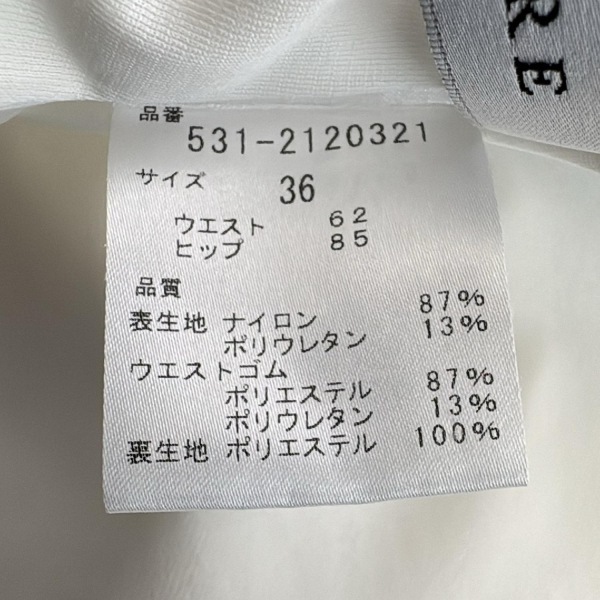 RE
品番
531-2120321
サイズ 36
ウエスト 62
ヒップ 85
品質
表生地 ナイロン 87%
ポリウレタン 13%
ウエストゴム
ポリエステル 87%
ポリウレタン 13%
裏生地 ポリエステル 100%